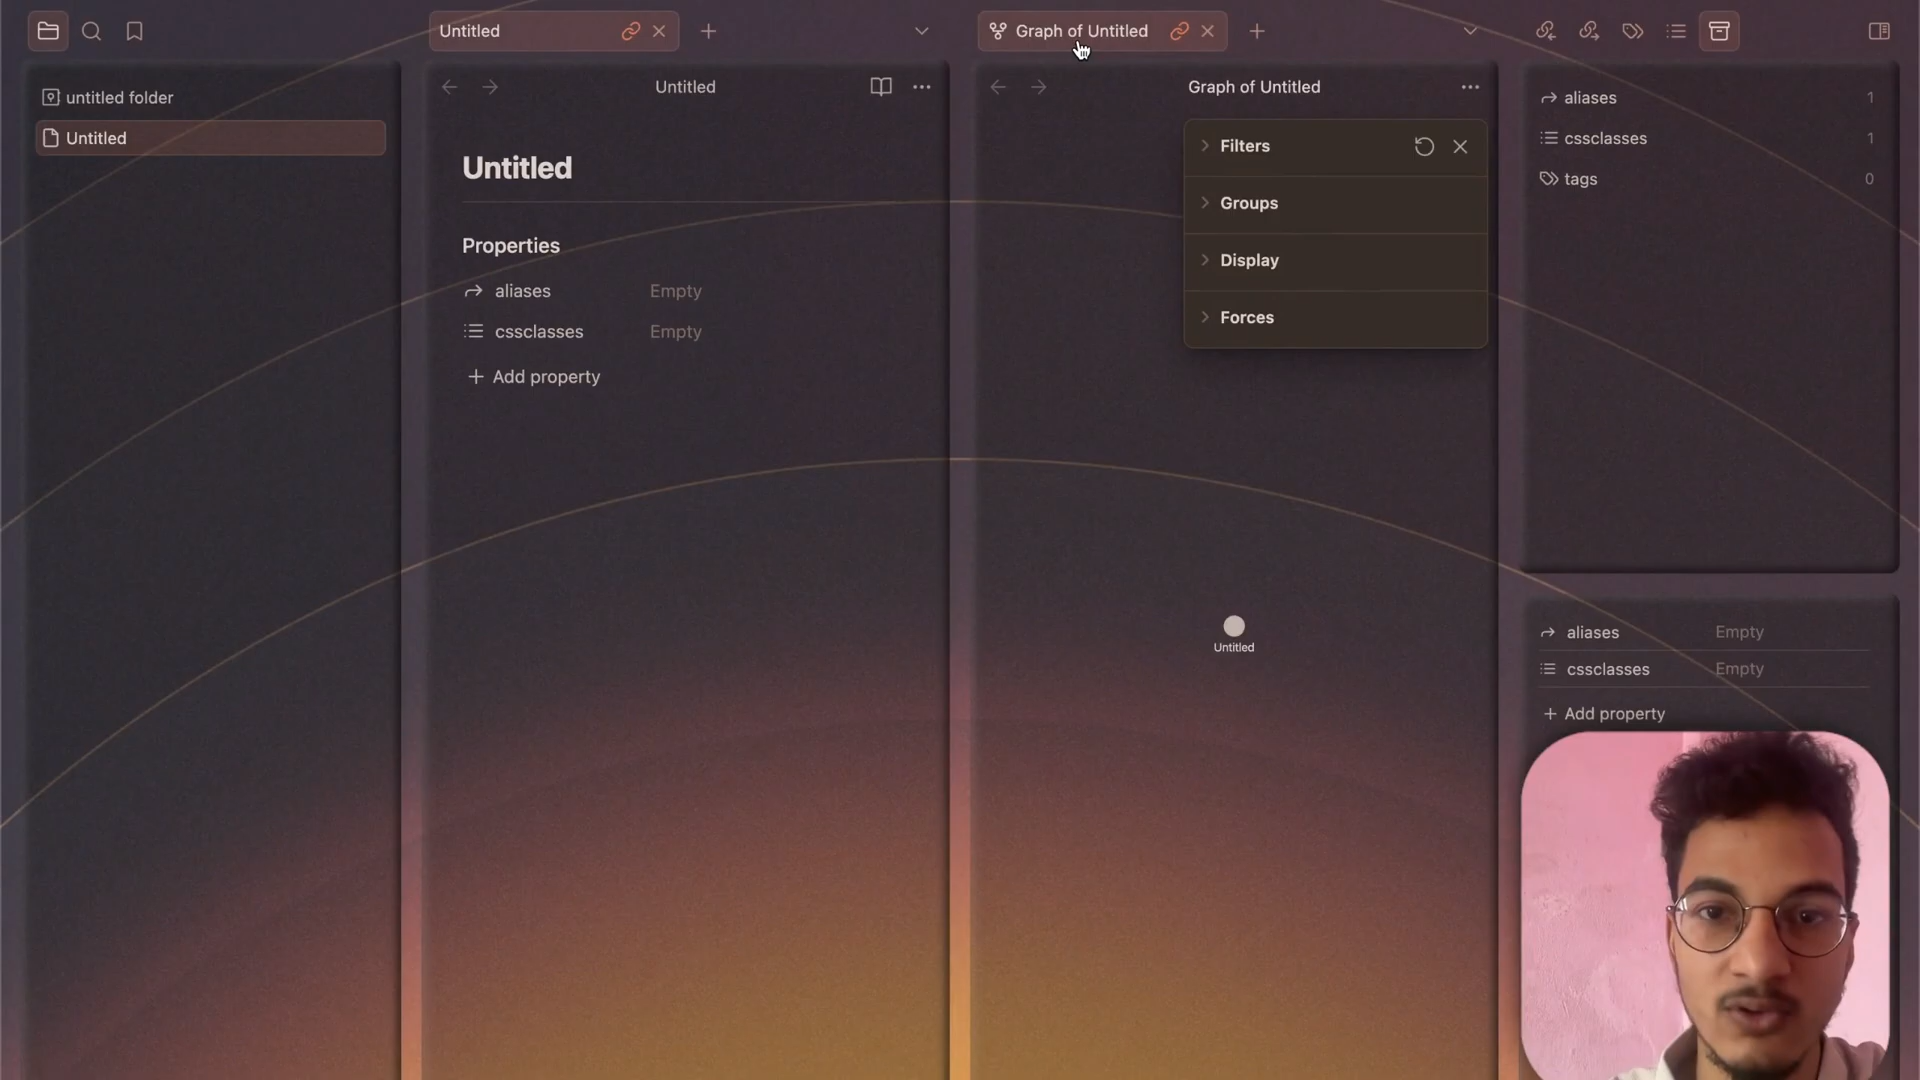 Untitled
Graph of Untitled
untitled folder
Untitled
Untitled
Untitled
Properties
aliases Empty
cssclasses Empty
Add property
Graph of Untitled
Filters
Groups
Display
Forces
Untitled
aliases 1
cssclasses 1
tags 0
aliases Empty
cssclasses Empty
Add property